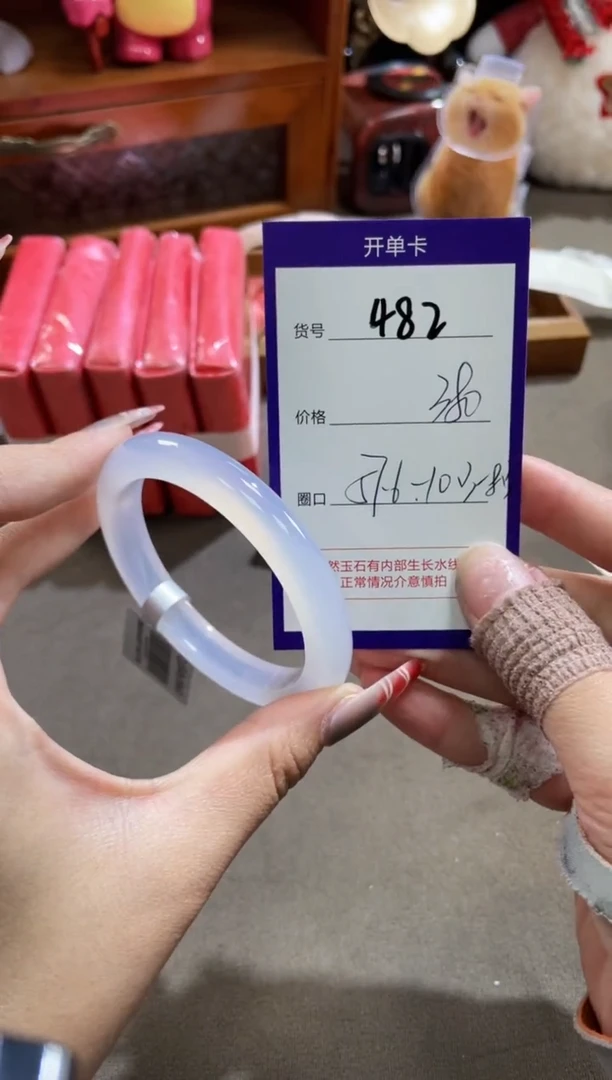 开单卡
货号 482
价格
圈口
然玉石有内部生长水线
正常情况介意慎拍